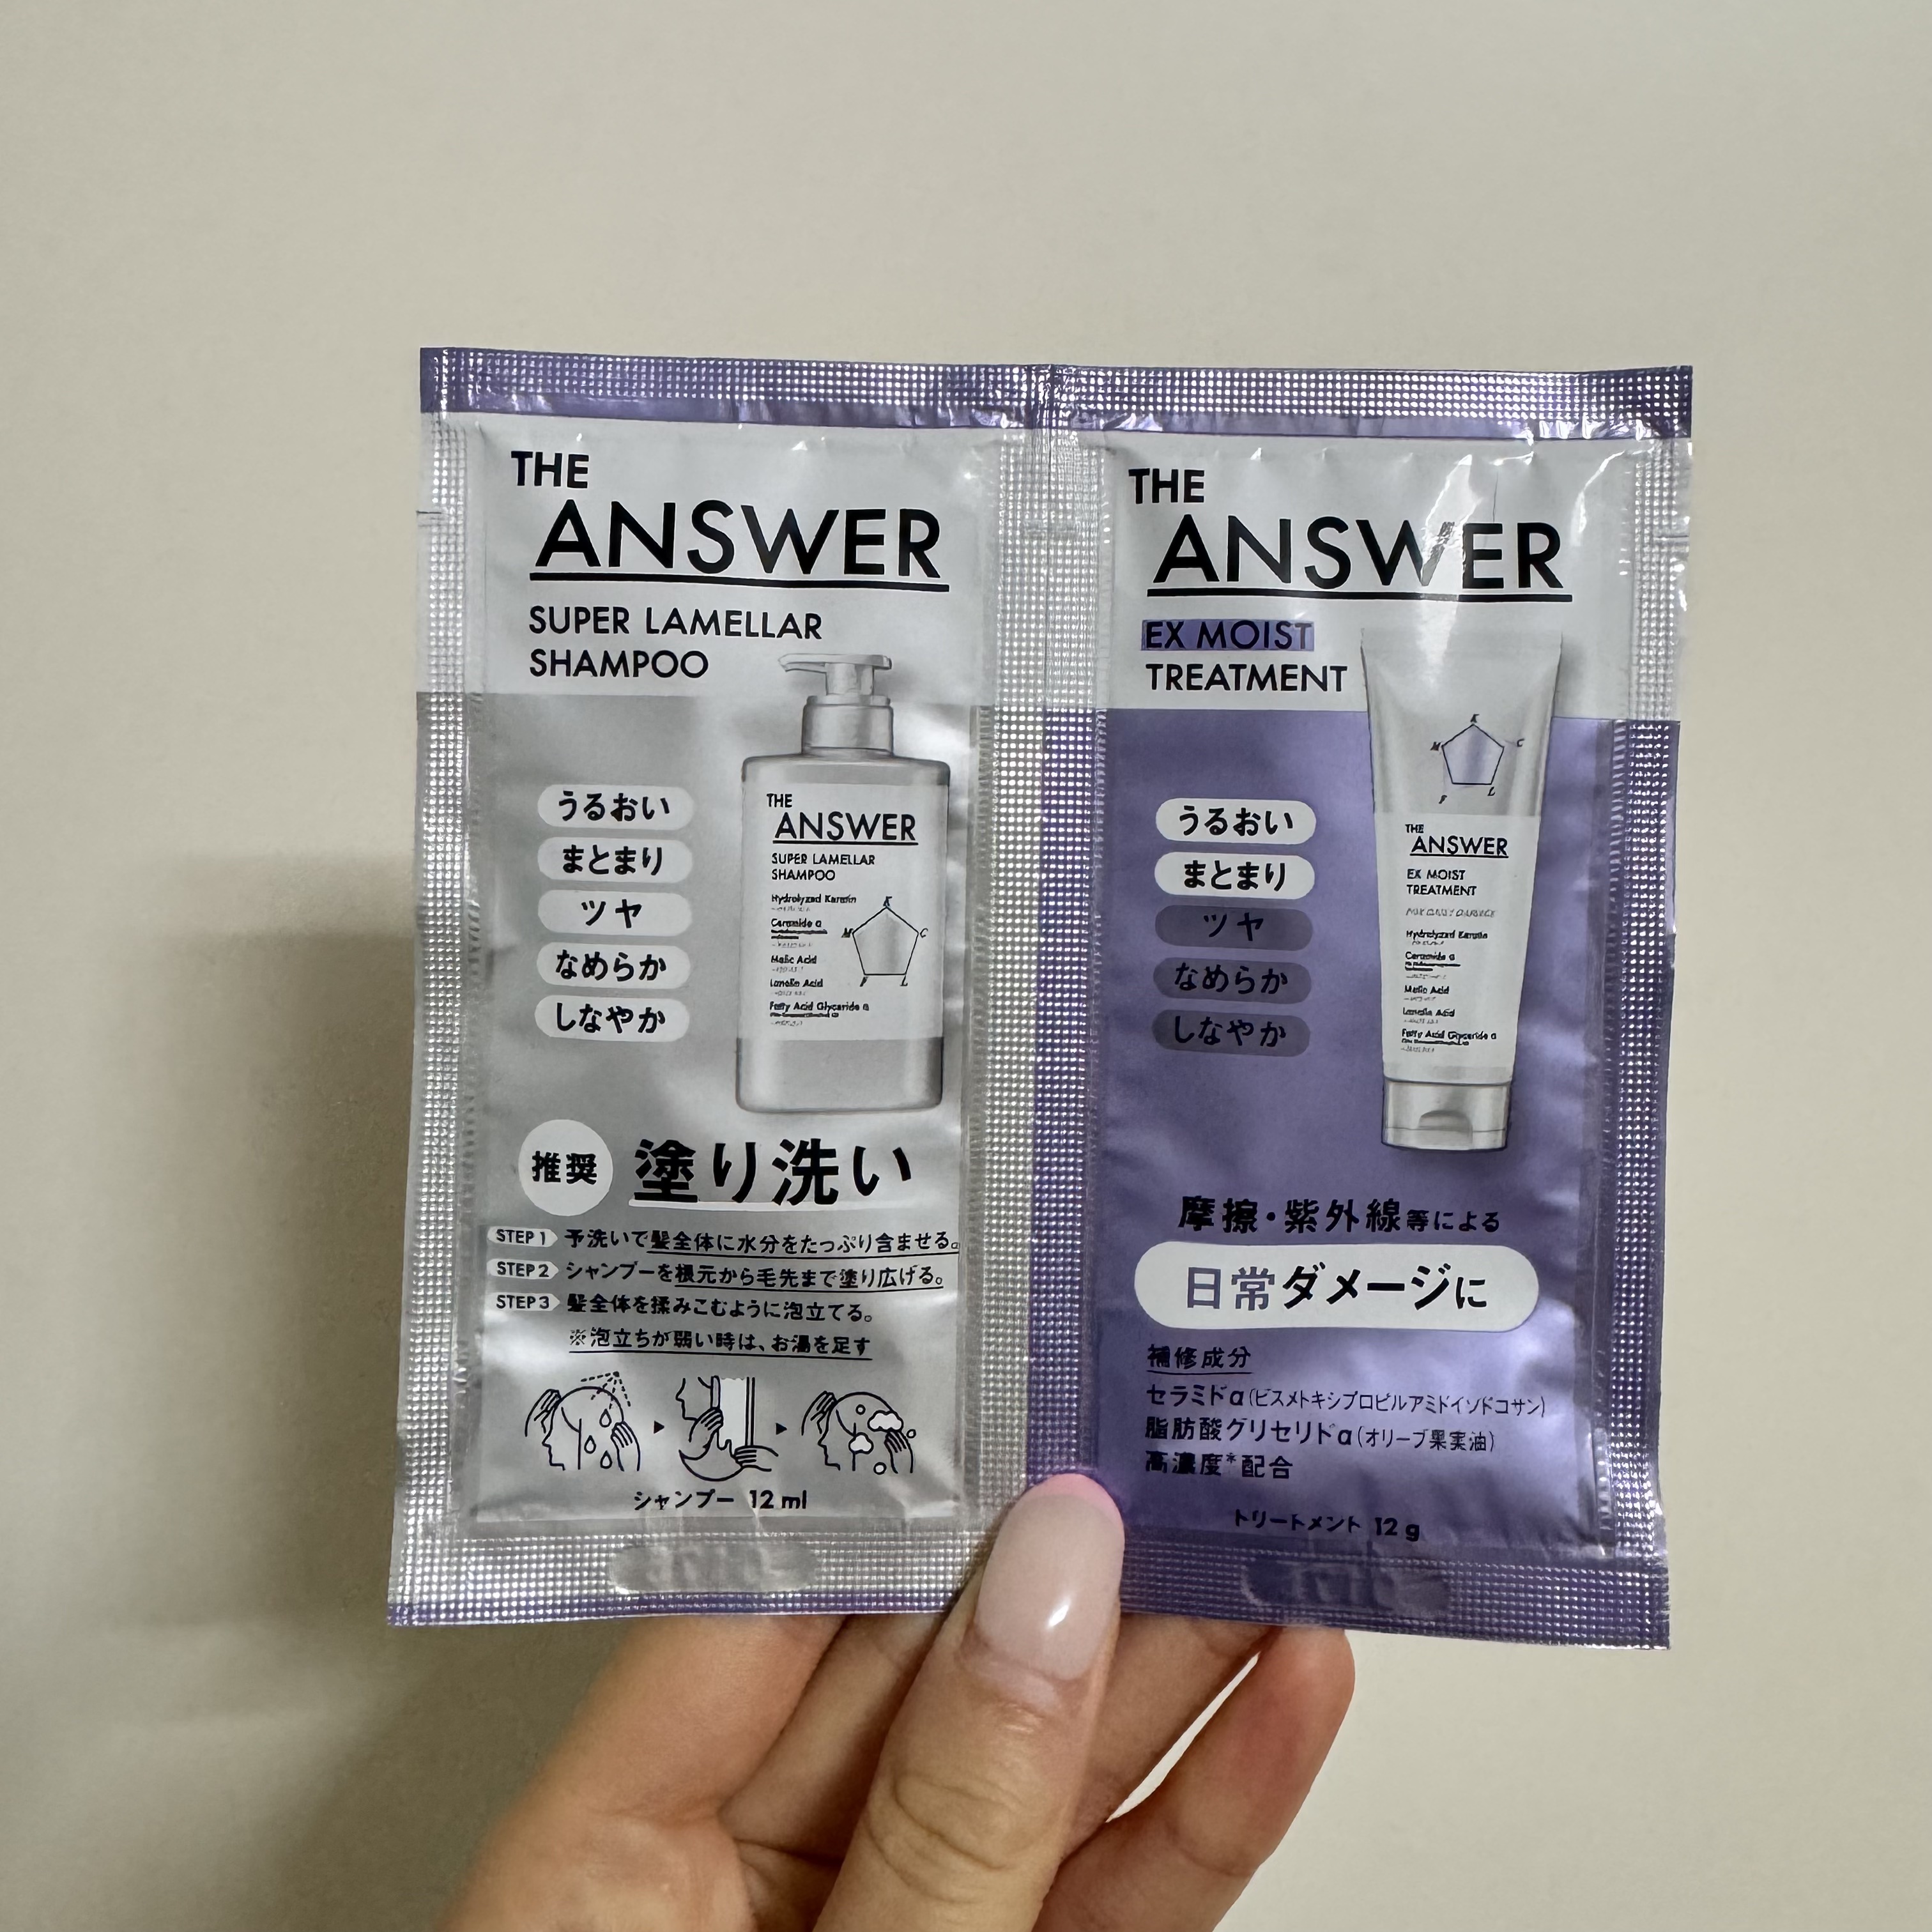 THE
ANSWER
SUPER LAMELLAR
SHAMPOO
うるおい
まとまり
ツヤ
なめらか
しなやか
THE
ANSWER
SUPER LAMELLAR
SHAMPOO
Hydrolyzed Keratin
Ceramide α
Malic Acid
Lanolin Acid
Fatty Acid Glyceride α
K
M
C
F
L
推奨
塗り洗い
STEP 1 予洗いで髪全体に水分をたっぷり含ませる。
STEP 2 シャンプーを根元から毛先まで塗り広げる。
STEP 3 髪全体を揉みこむように泡立てる。
※泡立ちが弱い時は、お湯を足す
シャンプー 12 ml
THE
ANSWER
EX MOIST
TREATMENT
うるおい
まとまり
ツヤ
なめらか
しなやか
K
M
C
F
L
THE
ANSWER
EX MOIST
TREATMENT
Hydrolyzed Keratin
Ceramide α
Malic Acid
Lanolin Acid
Fatty Acid Glyceride α
摩擦・紫外線等による
日常ダメージに
補修成分
セラミドα(ビスメトキシプロピルアミドイソドコサン)
脂肪酸グリセリドα(オリーブ果実油)
高濃度*配合
トリートメント 12 g